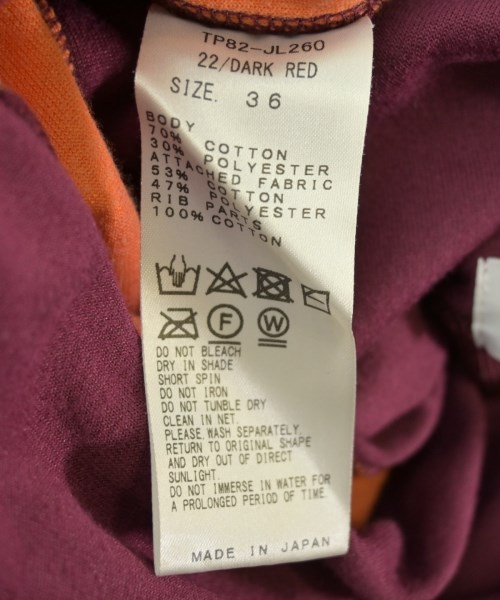 TP82-JL260
22/DARK RED
SIZE. 36
BODY
70% COTTON
30% POLYESTER
ATTACHED FABRIC
53% COTTON
47% POLYESTER
RIB PARTS
100% COTTON
F W
DO NOT BLEACH
DRY IN SHADE
SHORT SPIN
DO NOT IRON
DO NOT TUNBLE DRY
CLEAN IN NET.
PLEASE WASH SEPARATELY.
RETURN TO ORIGINAL SHAPE
AND DRY OUT OF DIRECT
SUNLIGHT.
DO NOT IMMERSE IN WATER FOR
A PROLONGED PERIOD OF TIME
MADE IN JAPAN